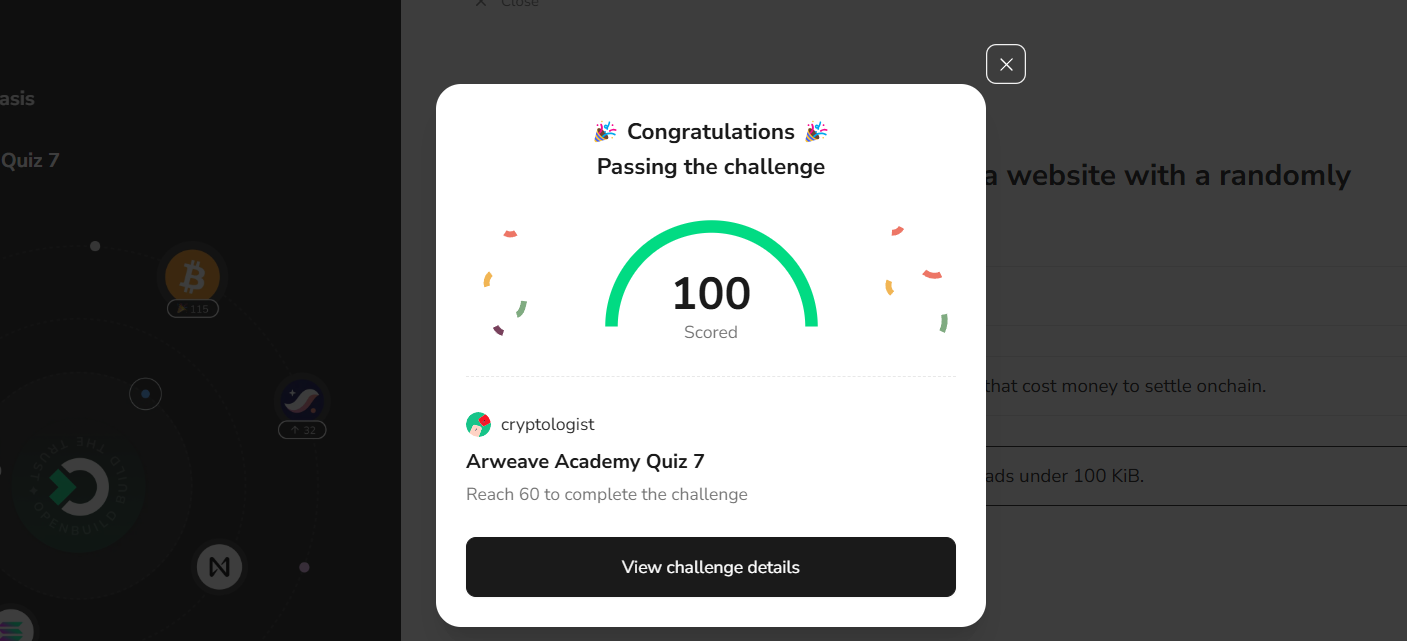 Close
asis
Quiz 7
115
32
BUILD THE TRUST + OPENBUILD
a website with a randomly
that cost money to settle onchain.
ads under 100 KiB.
🎉 Congratulations 🎉
Passing the challenge
100
Scored
cryptologist
Arweave Academy Quiz 7
Reach 60 to complete the challenge
View challenge details